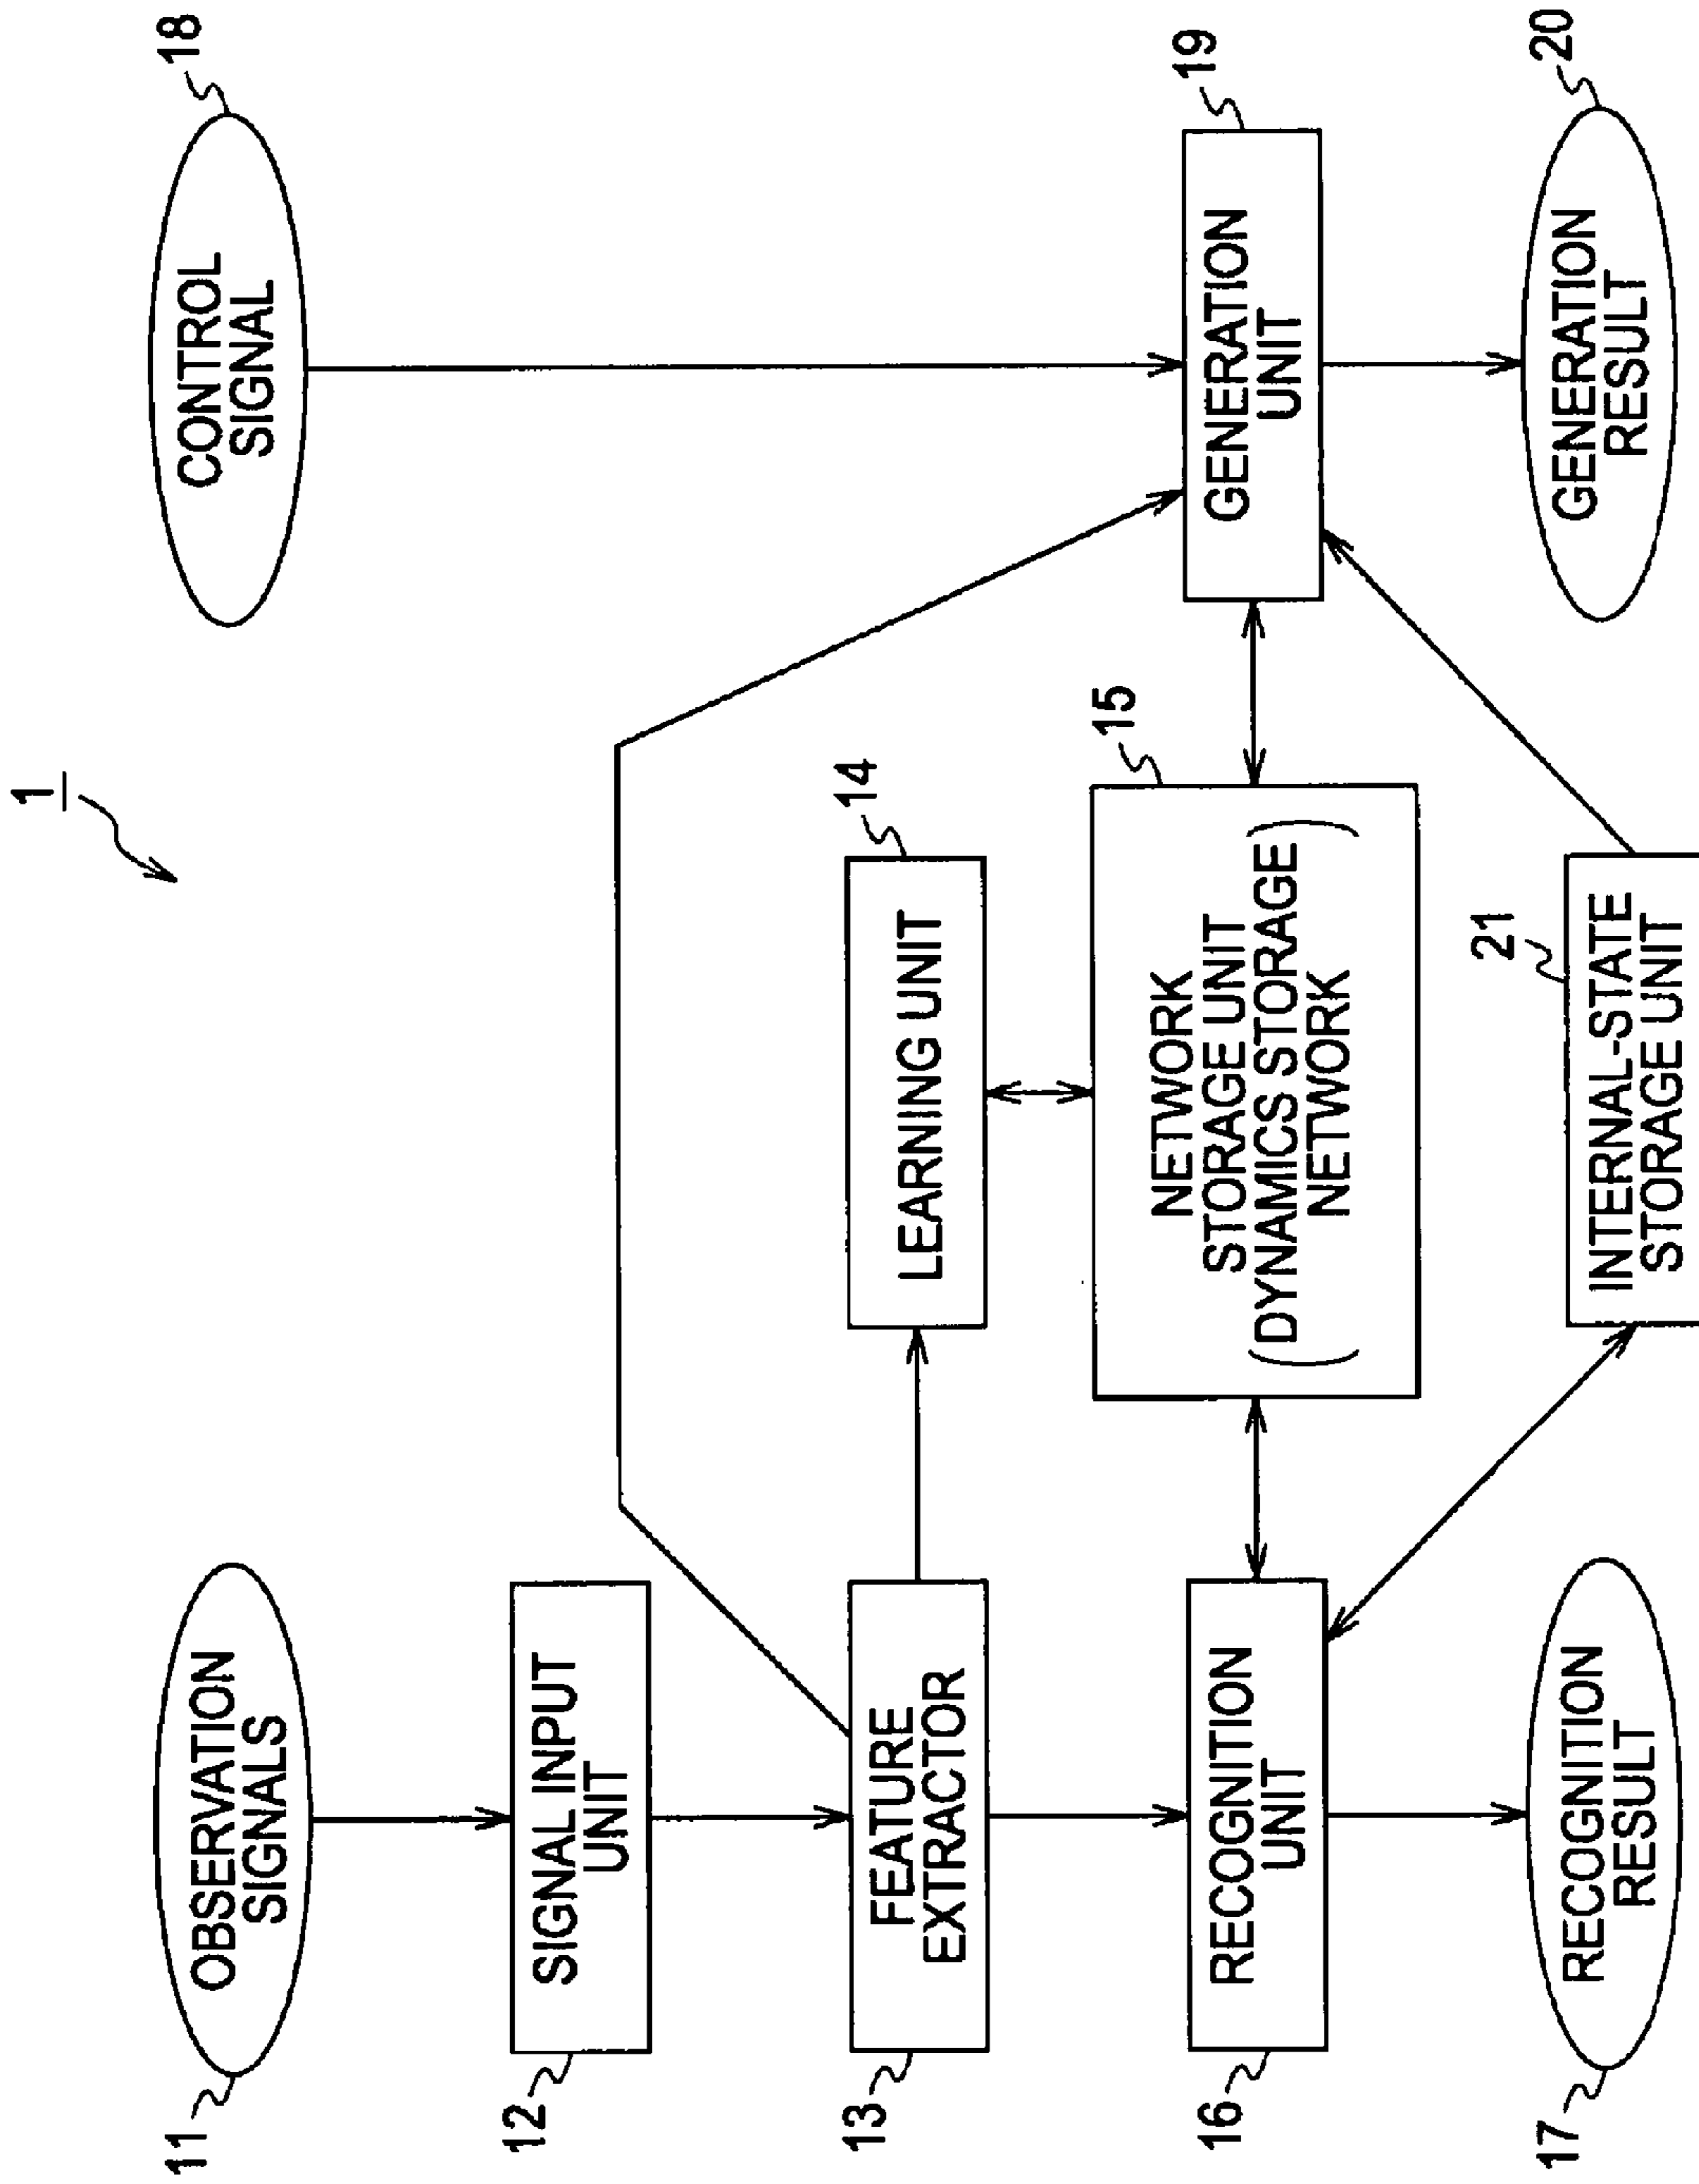 1
11
OBSERVATION
SIGNALS
18
CONTROL
SIGNAL
12
SIGNAL INPUT
UNIT
13
FEATURE
EXTRACTOR
14
LEARNING UNIT
15
NETWORK
STORAGE UNIT
(DYNAMICS STORAGE
NETWORK)
16
RECOGNITION
UNIT
19
GENERATION
UNIT
17
RECOGNITION
RESULT
21
INTERNAL-STATE
STORAGE UNIT
20
GENERATION
RESULT